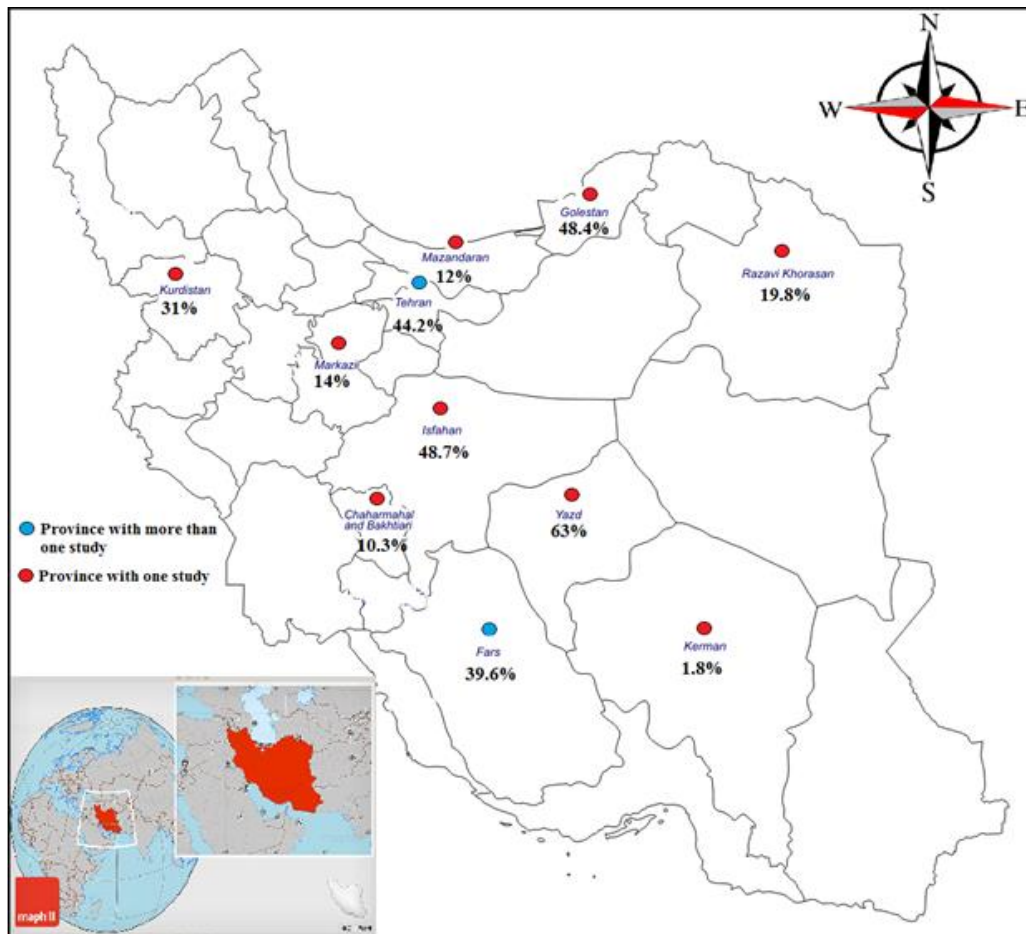 N
W
E
S
Golestan
48.4%
Mazandaran
12%
Razavi Khorasan
19.8%
Kurdistan
31%
Tehran
44.2%
Markazi
14%
Isfahan
48.7%
Chaharmahal
and Bakhtiari
10.3%
Yazd
63%
Province with more than
one study
Province with one study
Fars
39.6%
Kerman
1.8%
maphill